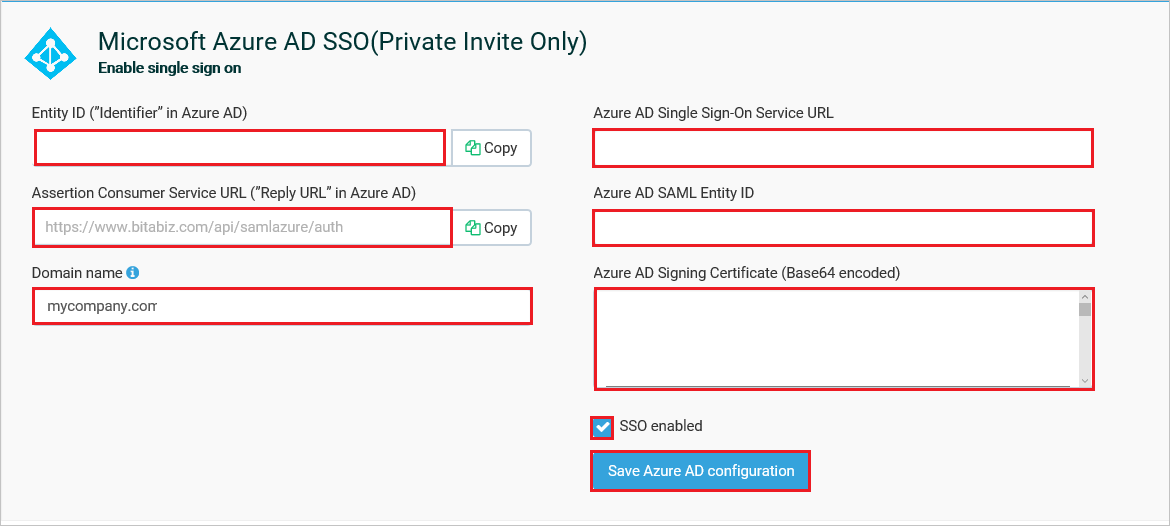 Microsoft Azure AD SSO(Private Invite Only)
Enable single sign on
Entity ID (”Identifier” in Azure AD)
Copy
Assertion Consumer Service URL (”Reply URL” in Azure AD)
https://www.bitabiz.com/api/samlazure/auth
Copy
Domain name
mycompany.com
Azure AD Single Sign-On Service URL
Azure AD SAML Entity ID
Azure AD Signing Certificate (Base64 encoded)
SSO enabled
Save Azure AD configuration